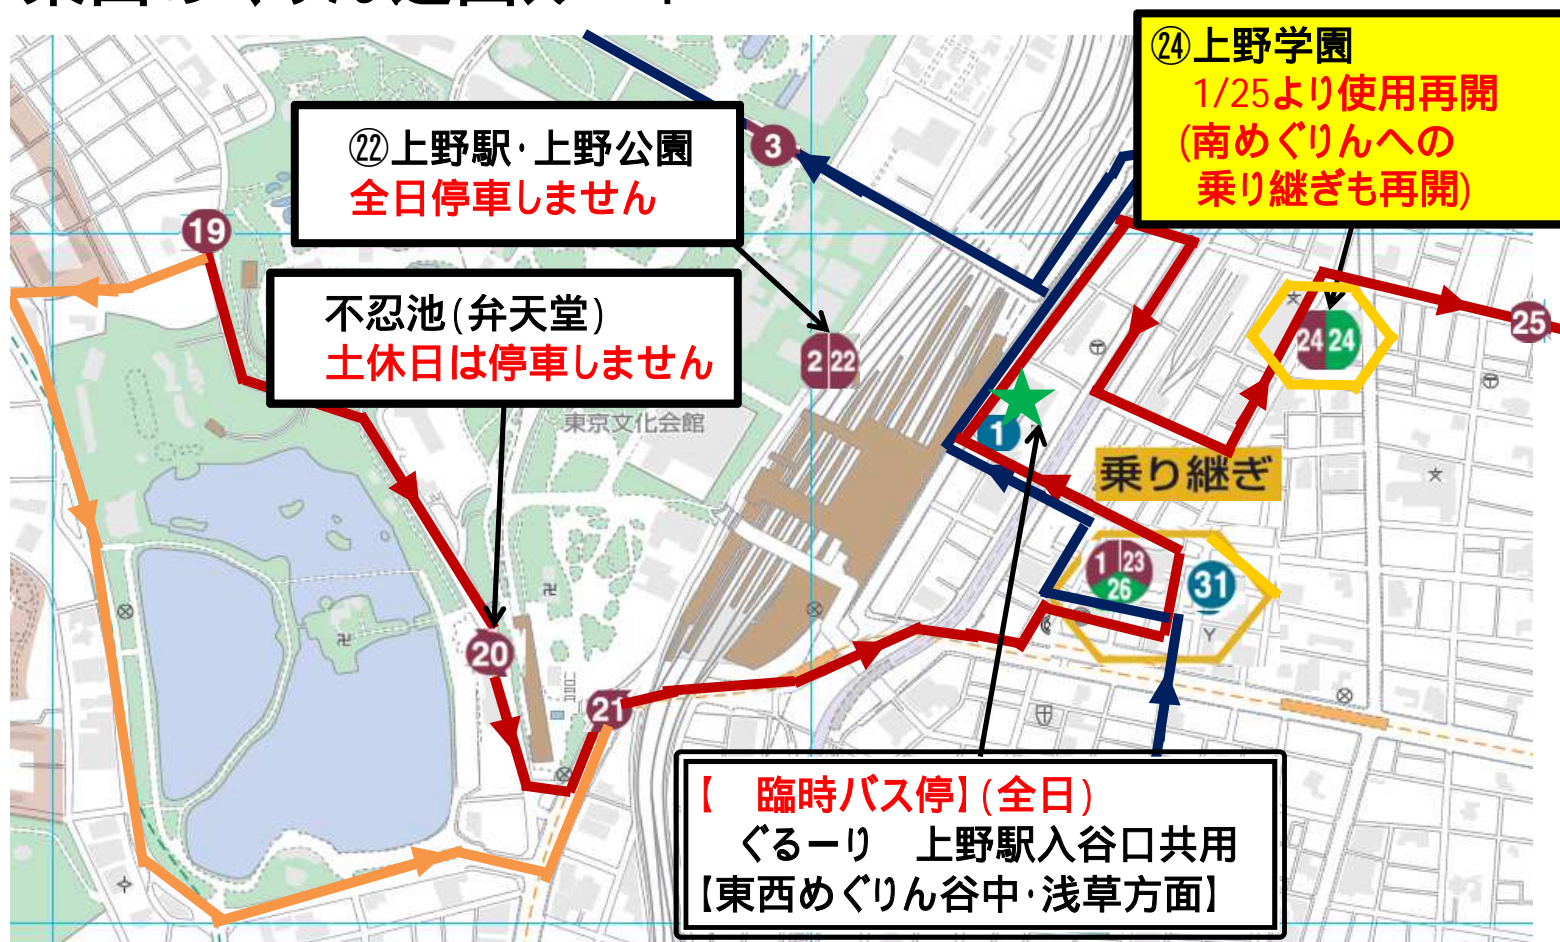 ㉔上野学園
1/25より使用再開
(南めぐりんへの
乗り継ぎも再開)
㉒上野駅・上野公園
全日停車しません
3
19
不忍池(弁天堂)
土休日は停車しません
2 22
24 24
25
東京文化会館
1
乗り継ぎ
1 23
26
31
20
21
【 臨時バス停】(全日)
ぐるーり 上野駅入谷口共用
【東西めぐりん谷中・浅草方面】